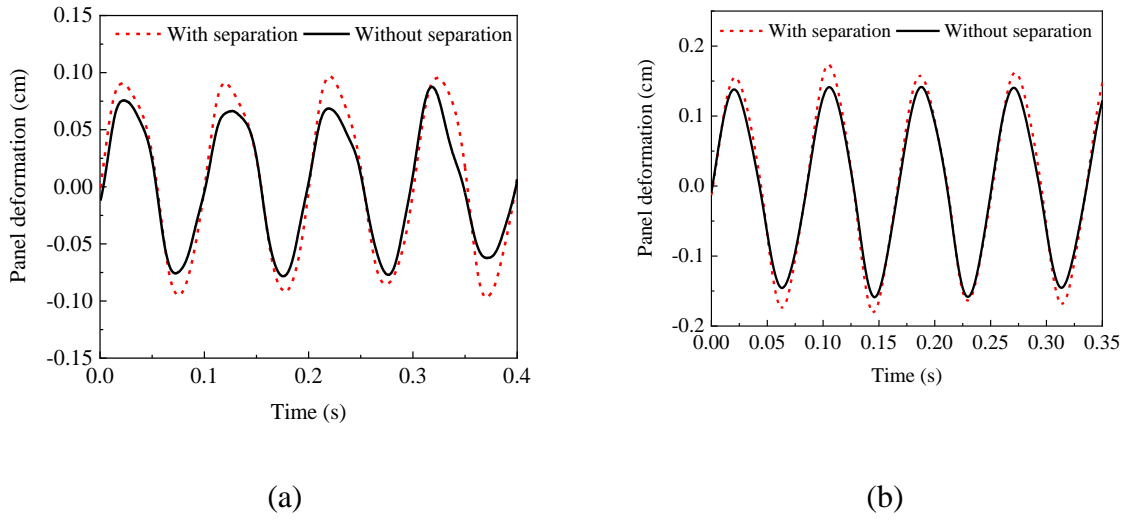 With separation
Without separation
Panel deformation (cm)
0.15
0.10
0.05
0.00
-0.05
-0.10
-0.15
0.0
0.1
0.2
0.3
0.4
Time (s)
(a)
With separation
Without separation
Panel deformation (cm)
0.2
0.1
0.0
-0.1
-0.2
0.00
0.05
0.10
0.15
0.20
0.25
0.30
0.35
Time (s)
(b)